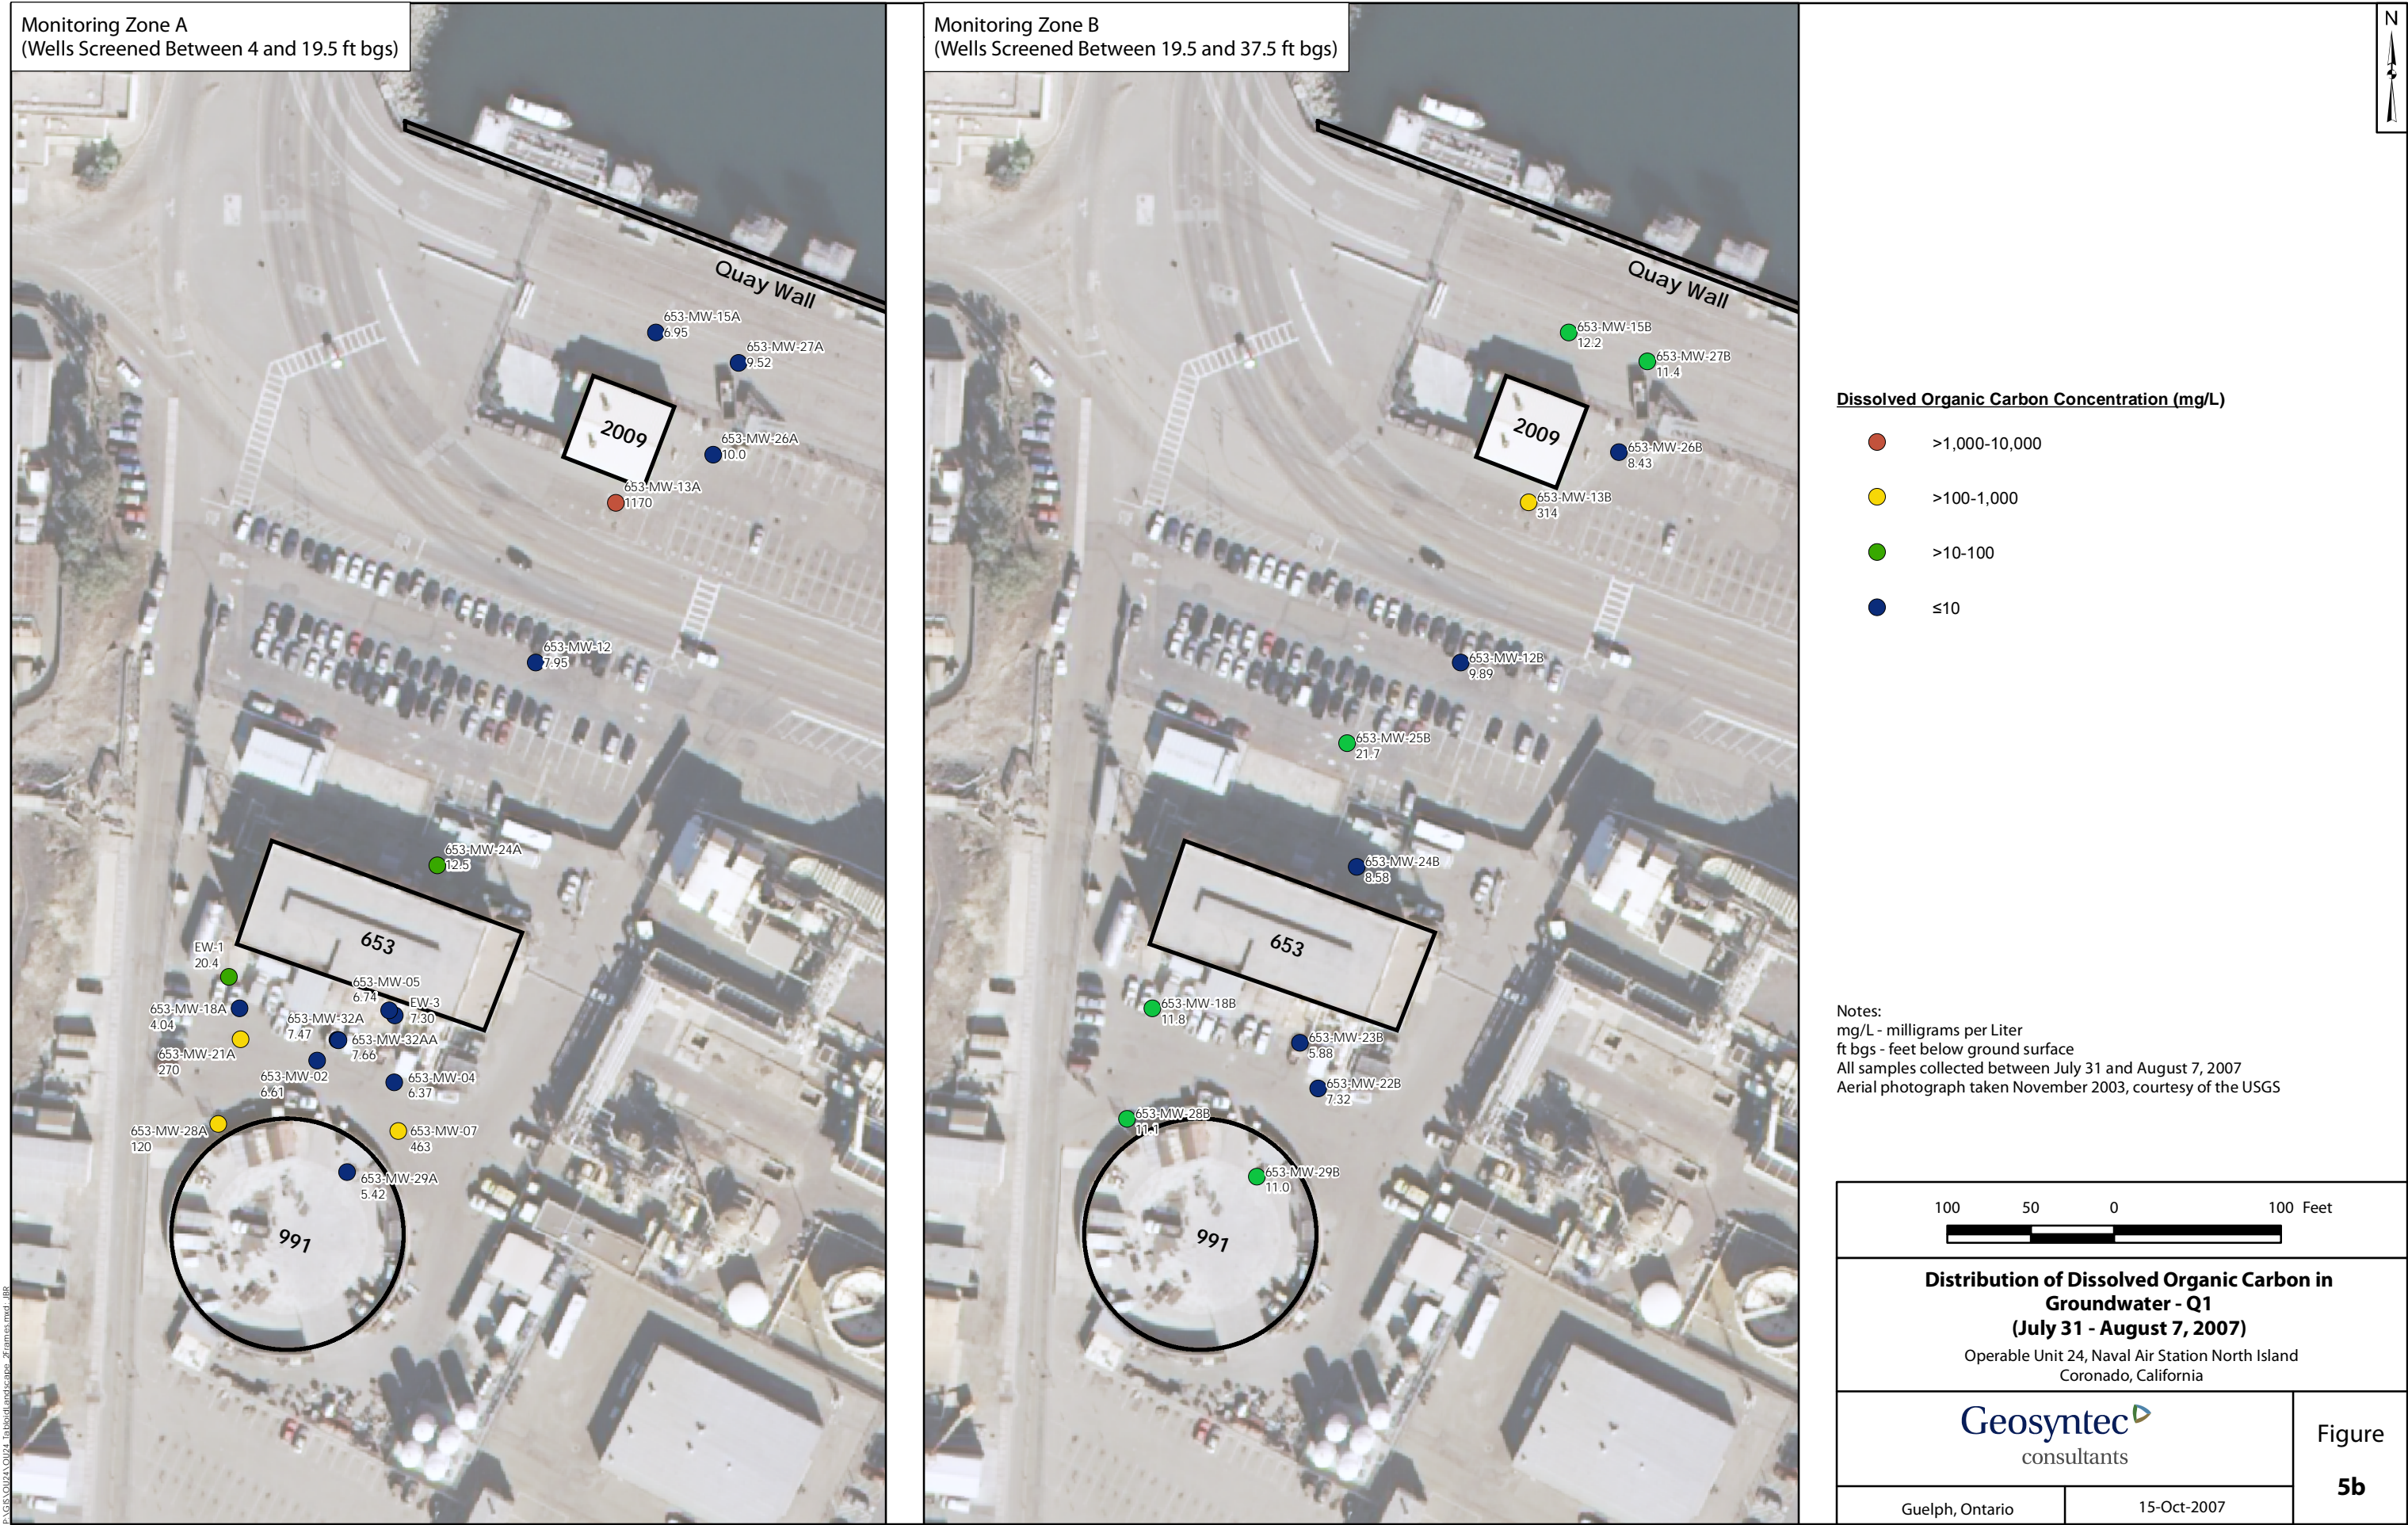 Monitoring Zone A
(Wells Screened Between 4 and 19.5 ft bgs)
Quay Wall
653-MW-15A
6.95
653-MW-27A
9.52
2009
653-MW-26A
10.0
653-MW-13A
1170
653-MW-12
7.95
653-MW-24A
12.5
653
EW-1
20.4
653-MW-05
6.74
EW-3
7.30
653-MW-18A
4.04
653-MW-32A
7.47
653-MW-32AA
7.66
653-MW-21A
270
653-MW-02
6.61
653-MW-04
6.37
653-MW-28A
120
653-MW-07
463
653-MW-29A
5.42
991
P:\GIS\OU24\OU24_TabloidLandscape_2Frames.mxd; JBR
Monitoring Zone B
(Wells Screened Between 19.5 and 37.5 ft bgs)
Quay Wall
653-MW-15B
12.2
653-MW-27B
11.4
2009
653-MW-26B
8.43
653-MW-13B
314
653-MW-12B
9.89
653-MW-25B
21.7
653-MW-24B
8.58
653
653-MW-18B
11.8
653-MW-23B
5.88
653-MW-22B
7.32
653-MW-28B
11.1
653-MW-29B
11.0
991
N
Dissolved Organic Carbon Concentration (mg/L)
>1,000-10,000
>100-1,000
>10-100
≤10
Notes:
mg/L - milligrams per Liter
ft bgs - feet below ground surface
All samples collected between July 31 and August 7, 2007
Aerial photograph taken November 2003, courtesy of the USGS
100 50 0 100 Feet
Distribution of Dissolved Organic Carbon in
Groundwater - Q1
(July 31 - August 7, 2007)
Operable Unit 24, Naval Air Station North Island
Coronado, California
Geosyntec
consultants
Figure
5b
Guelph, Ontario
15-Oct-2007